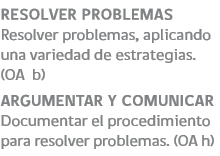 RESOLVER PROBLEMAS
Resolver problemas, aplicando
una variedad de estrategias.
(OA b)
ARGUMENTAR Y COMUNICAR
Documentar el procedimiento
para resolver problemas. (OA h)